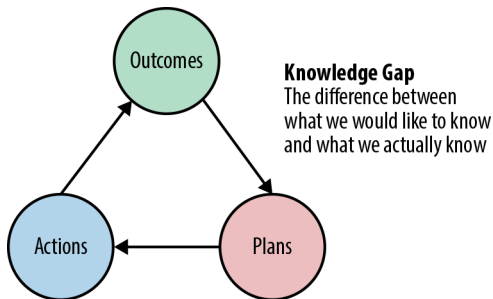 Outcomes
Knowledge Gap
The difference between
what we would like to know
and what we actually know
Actions
Plans